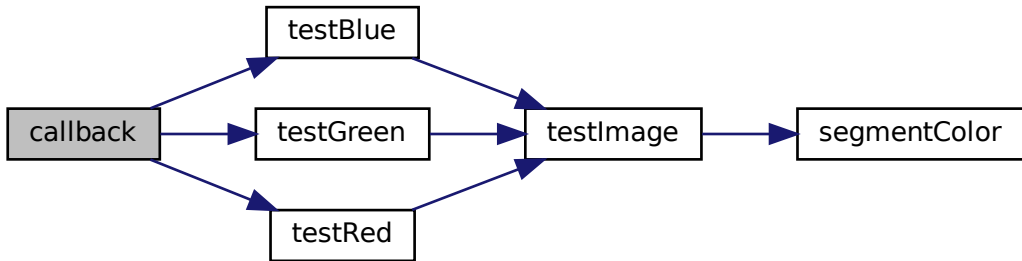 testBlue
callback
testGreen
testImage
segmentColor
testRed